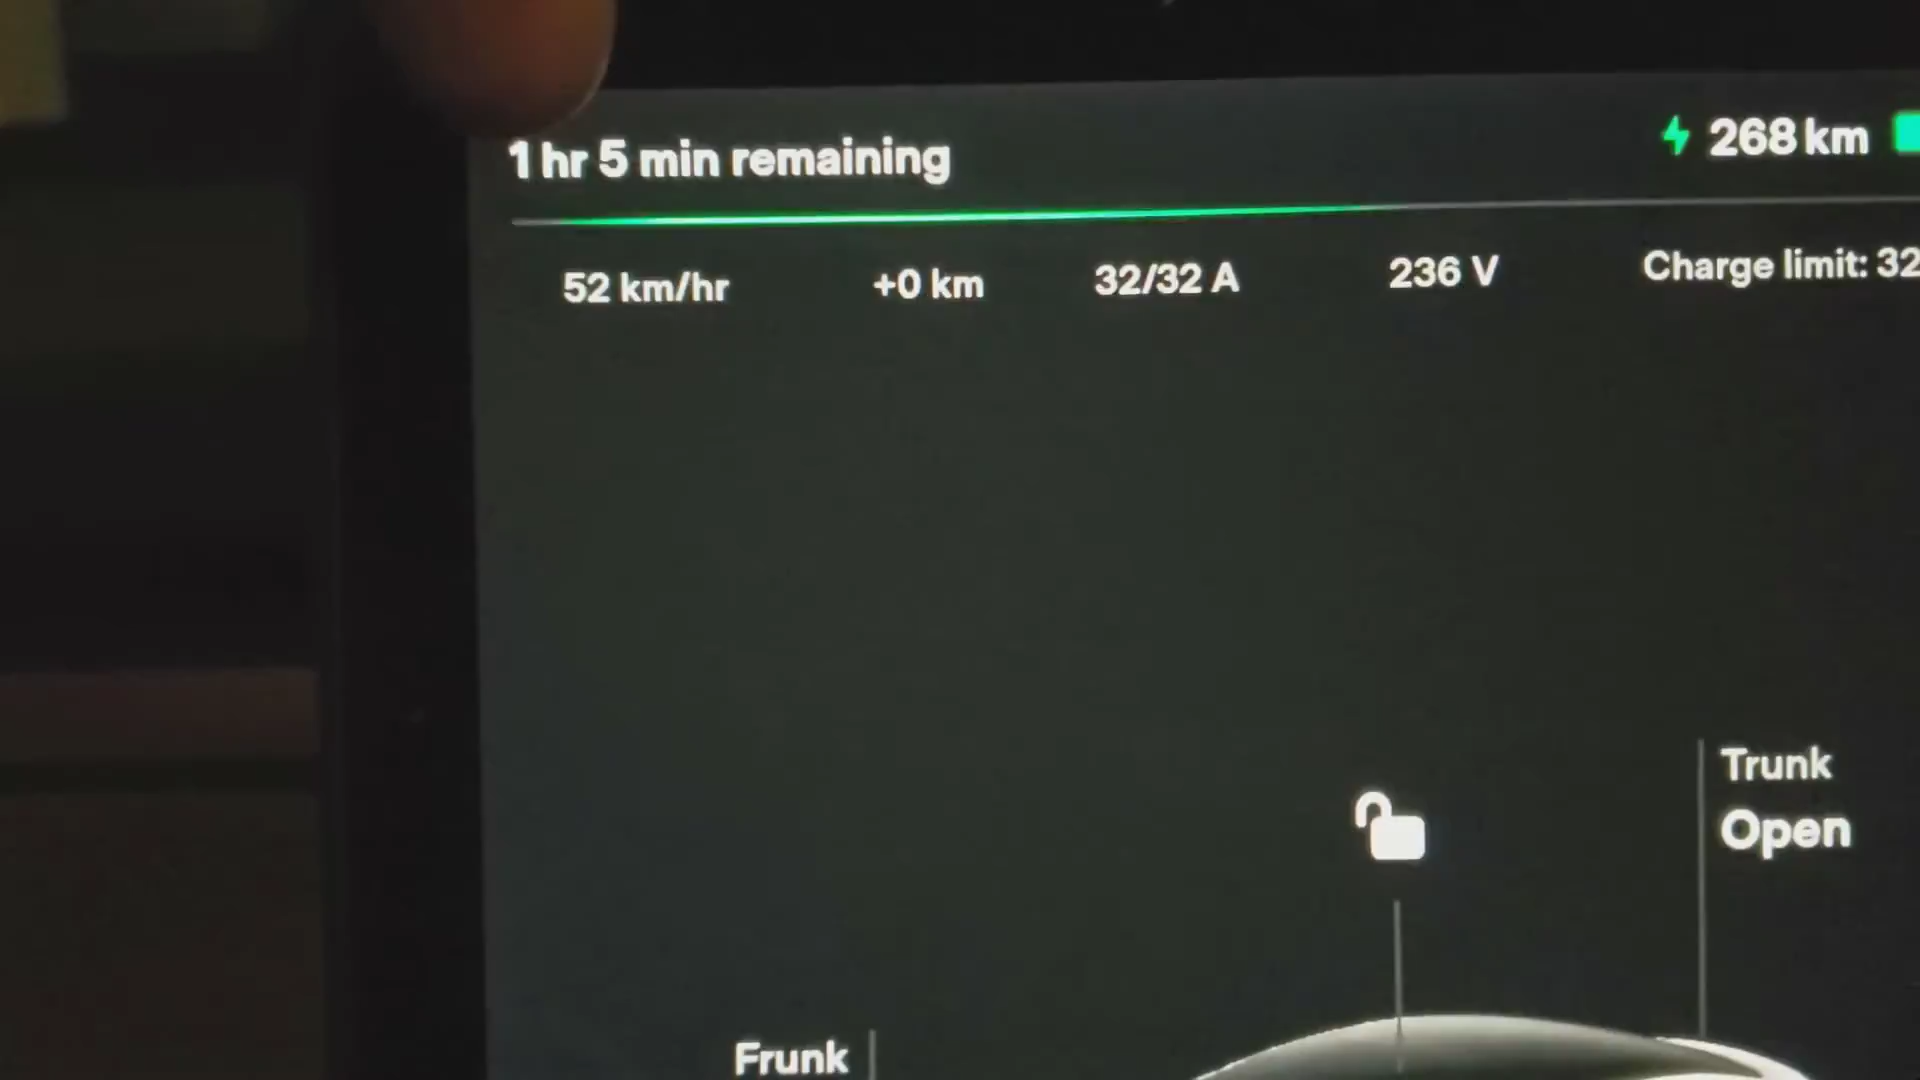 1 hr 5 min remaining
268 km
52 km/hr
+0 km
32/32 A
236 V
Charge limit: 32
Trunk
Open
Frunk